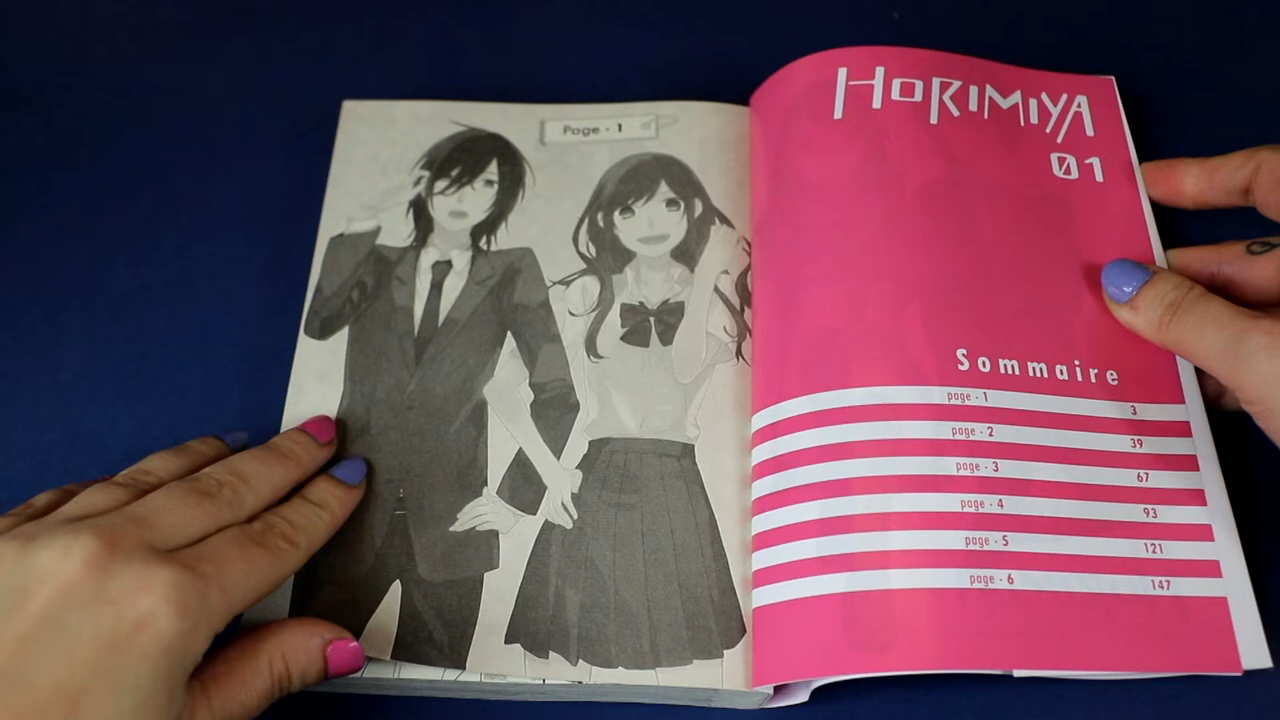 Page - 1
HORIMIYA
01
Sommaire
page - 1 3
page - 2 39
page - 3 67
page - 4 93
page - 5 121
page - 6 147